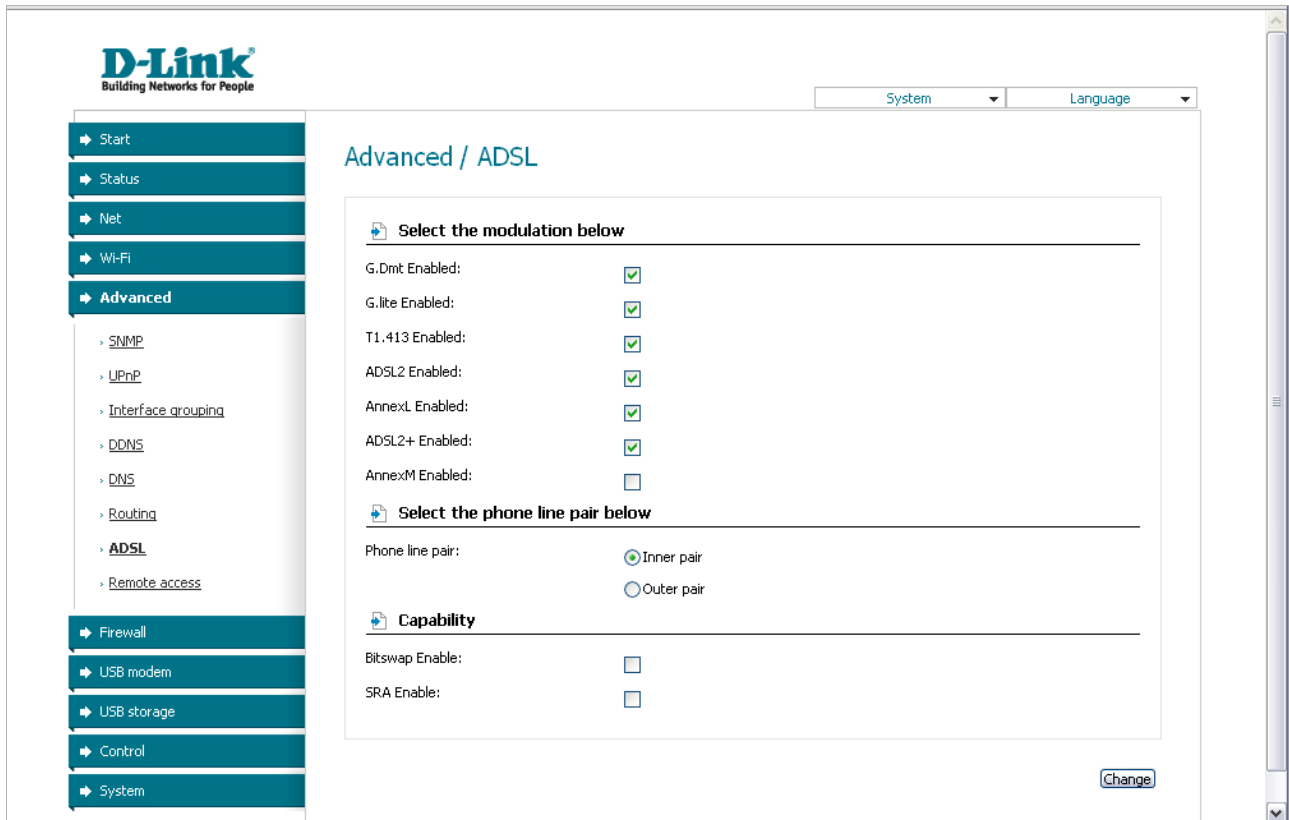 D-Link®
Building Networks for People
System
Language
Start
Status
Net
Wi-Fi
Advanced
SNMP
UPnP
Interface grouping
DDNS
DNS
Routing
ADSL
Remote access
Firewall
USB modem
USB storage
Control
System
Advanced / ADSL
Select the modulation below
G.Dmt Enabled:
G.lite Enabled:
T1.413 Enabled:
ADSL2 Enabled:
AnnexL Enabled:
ADSL2+ Enabled:
AnnexM Enabled:
Select the phone line pair below
Phone line pair:
Inner pair
Outer pair
Capability
Bitswap Enable:
SRA Enable:
Change